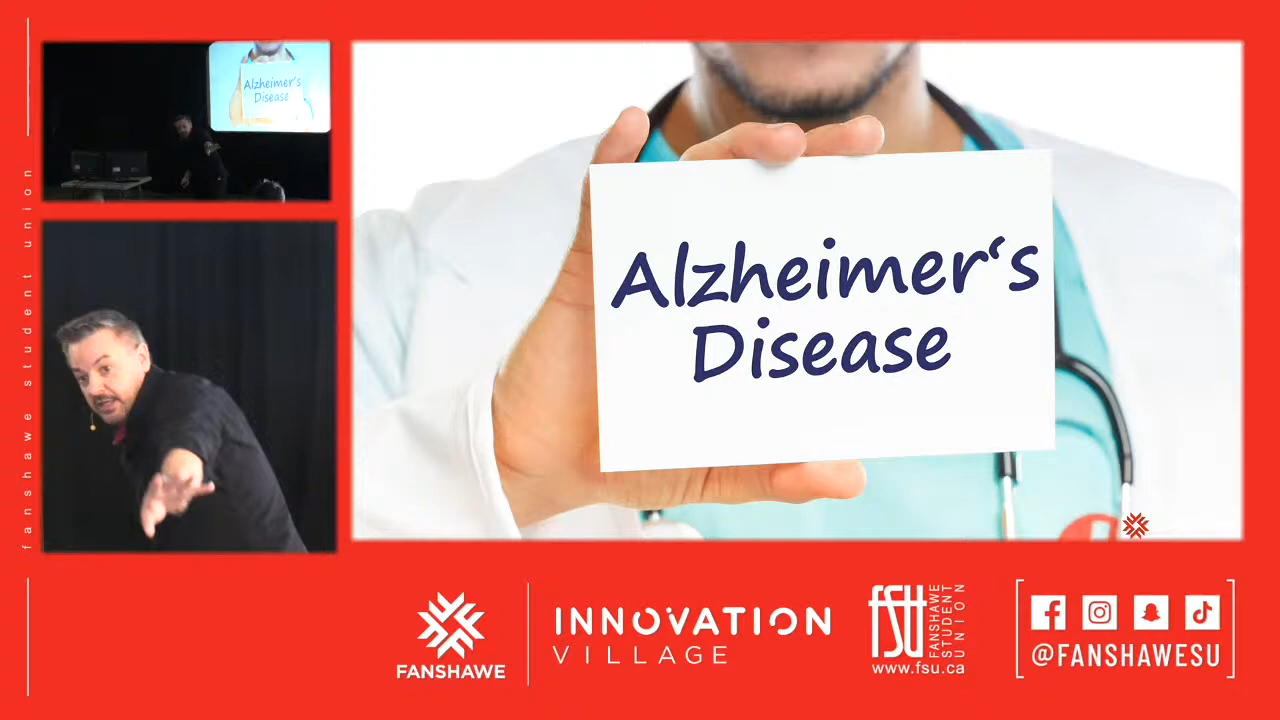 fanshawe student union
Alzheimer's
Disease
Alzheimer‘s
Disease
FANSHAWE
INNOVATION
VILLAGE
fsu
FANSHAWE
STUDENT
UNION
www.fsu.ca
@FANSHAWESU